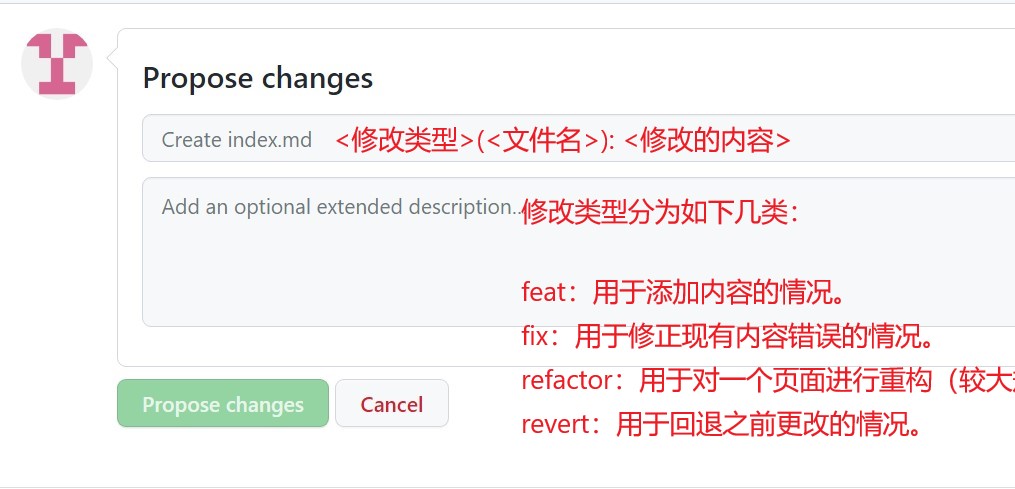 Propose changes
Create index.md <修改类型>(<文件名>): <修改的内容>
Add an optional extended description..
修改类型分为如下几类：
feat：用于添加内容的情况。
fix：用于修正现有内容错误的情况。
refactor：用于对一个页面进行重构（较大
revert：用于回退之前更改的情况。
Propose changes
Cancel